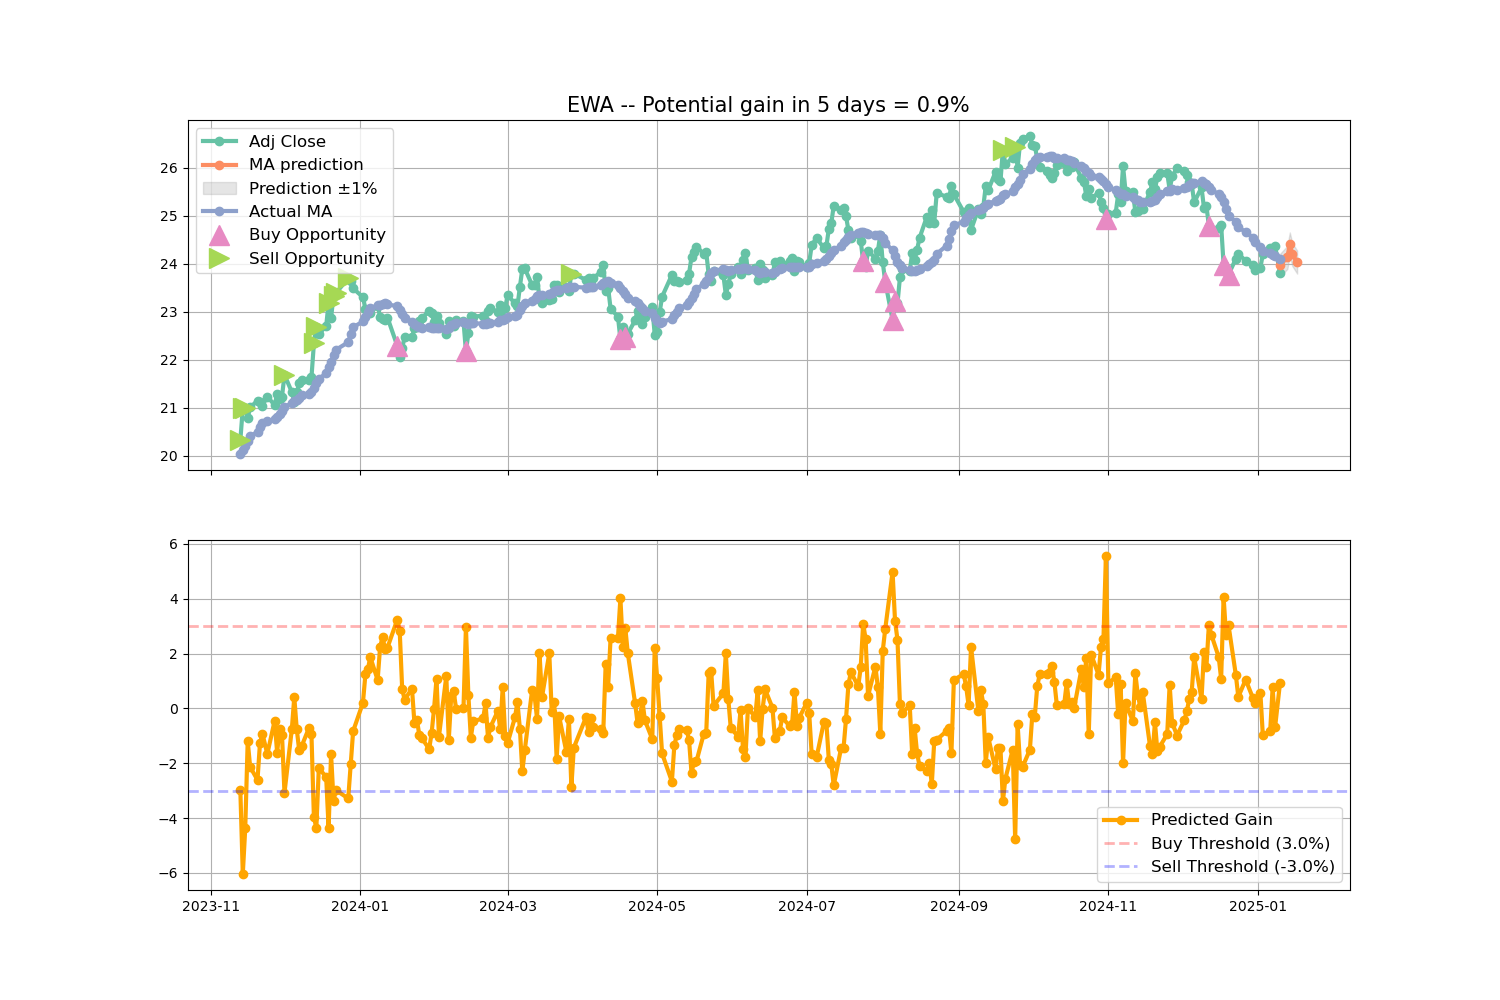 EWA -- Potential gain in 5 days = 0.9%
Adj Close
MA prediction
Prediction ±1%
Actual MA
Buy Opportunity
Sell Opportunity
26
25
24
23
22
21
20
6
4
2
0
−2
−4
−6
Predicted Gain
Buy Threshold (3.0%)
Sell Threshold (-3.0%)
2023-11 2024-01 2024-03 2024-05 2024-07 2024-09 2024-11 2025-01